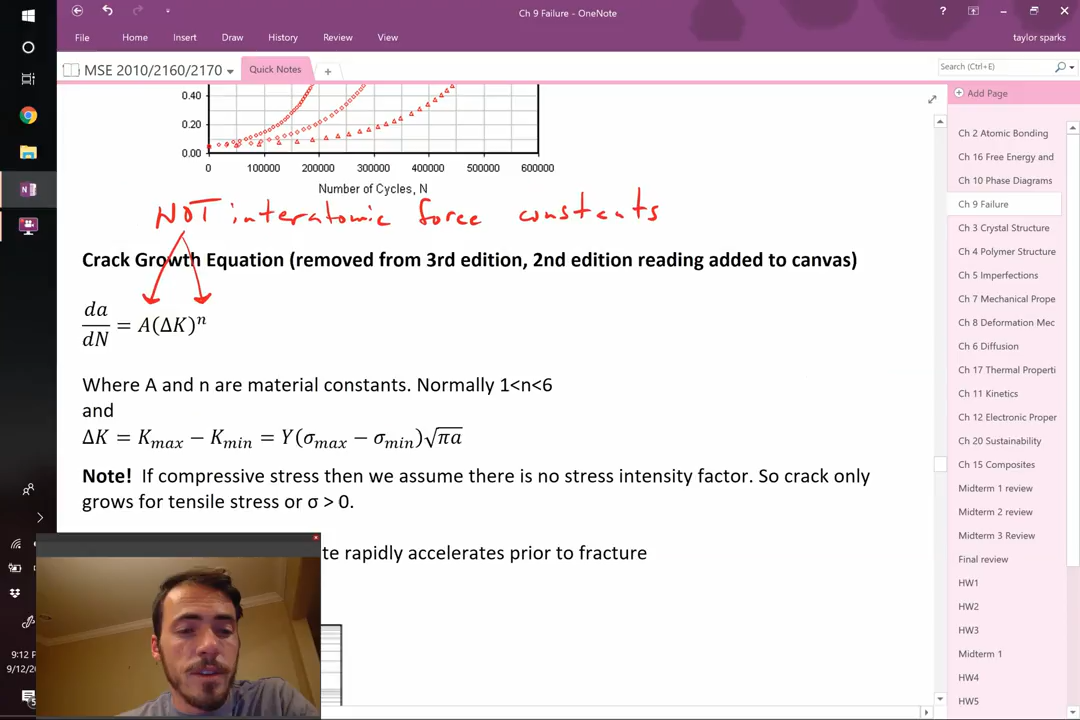 Ch 9 Failure - OneNote
?
File
Home
Insert
Draw
History
Review
View
taylor sparks
MSE 2010/2160/2170
Quick Notes
+
Search (Ctrl+E)
Add Page
0.40
0.20
0.00
0 100000 200000 300000 400000 500000 600000
Number of Cycles, N
NOT interatomic force constants
Crack Growth Equation (removed from 3rd edition, 2nd edition reading added to canvas)
da/dN = A(ΔK)^n
Where A and n are material constants. Normally 1<n<6
and
ΔK = K_max − K_min = Y(σ_max − σ_min)√πa
Note! If compressive stress then we assume there is no stress intensity factor. So crack only
grows for tensile stress or σ > 0.
te rapidly accelerates prior to fracture
Ch 2 Atomic Bonding
Ch 16 Free Energy and
Ch 10 Phase Diagrams
Ch 9 Failure
Ch 3 Crystal Structure
Ch 4 Polymer Structure
Ch 5 Imperfections
Ch 7 Mechanical Prope
Ch 8 Deformation Mec
Ch 6 Diffusion
Ch 17 Thermal Properti
Ch 11 Kinetics
Ch 12 Electronic Proper
Ch 20 Sustainability
Ch 15 Composites
Midterm 1 review
Midterm 2 review
Midterm 3 Review
Final review
HW1
HW2
HW3
Midterm 1
HW4
HW5
9:12 P
9/12/20